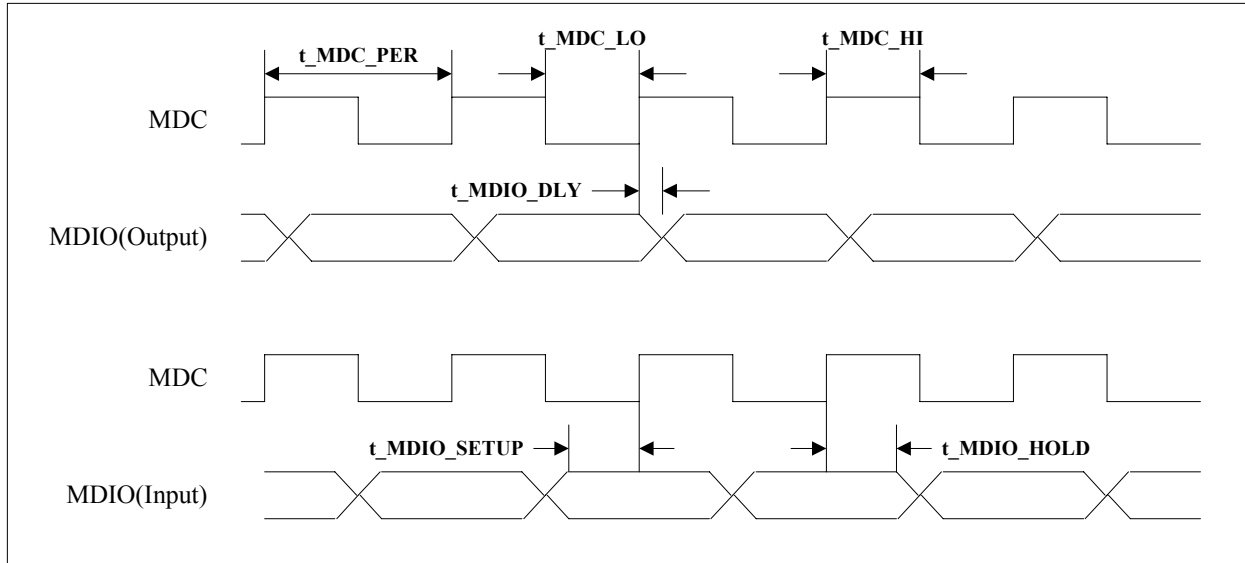 t_MDC_LO
t_MDC_HI
t_MDC_PER
MDC
t_MDIO_DLY
MDIO(Output)
MDC
t_MDIO_SETUP
t_MDIO_HOLD
MDIO(Input)